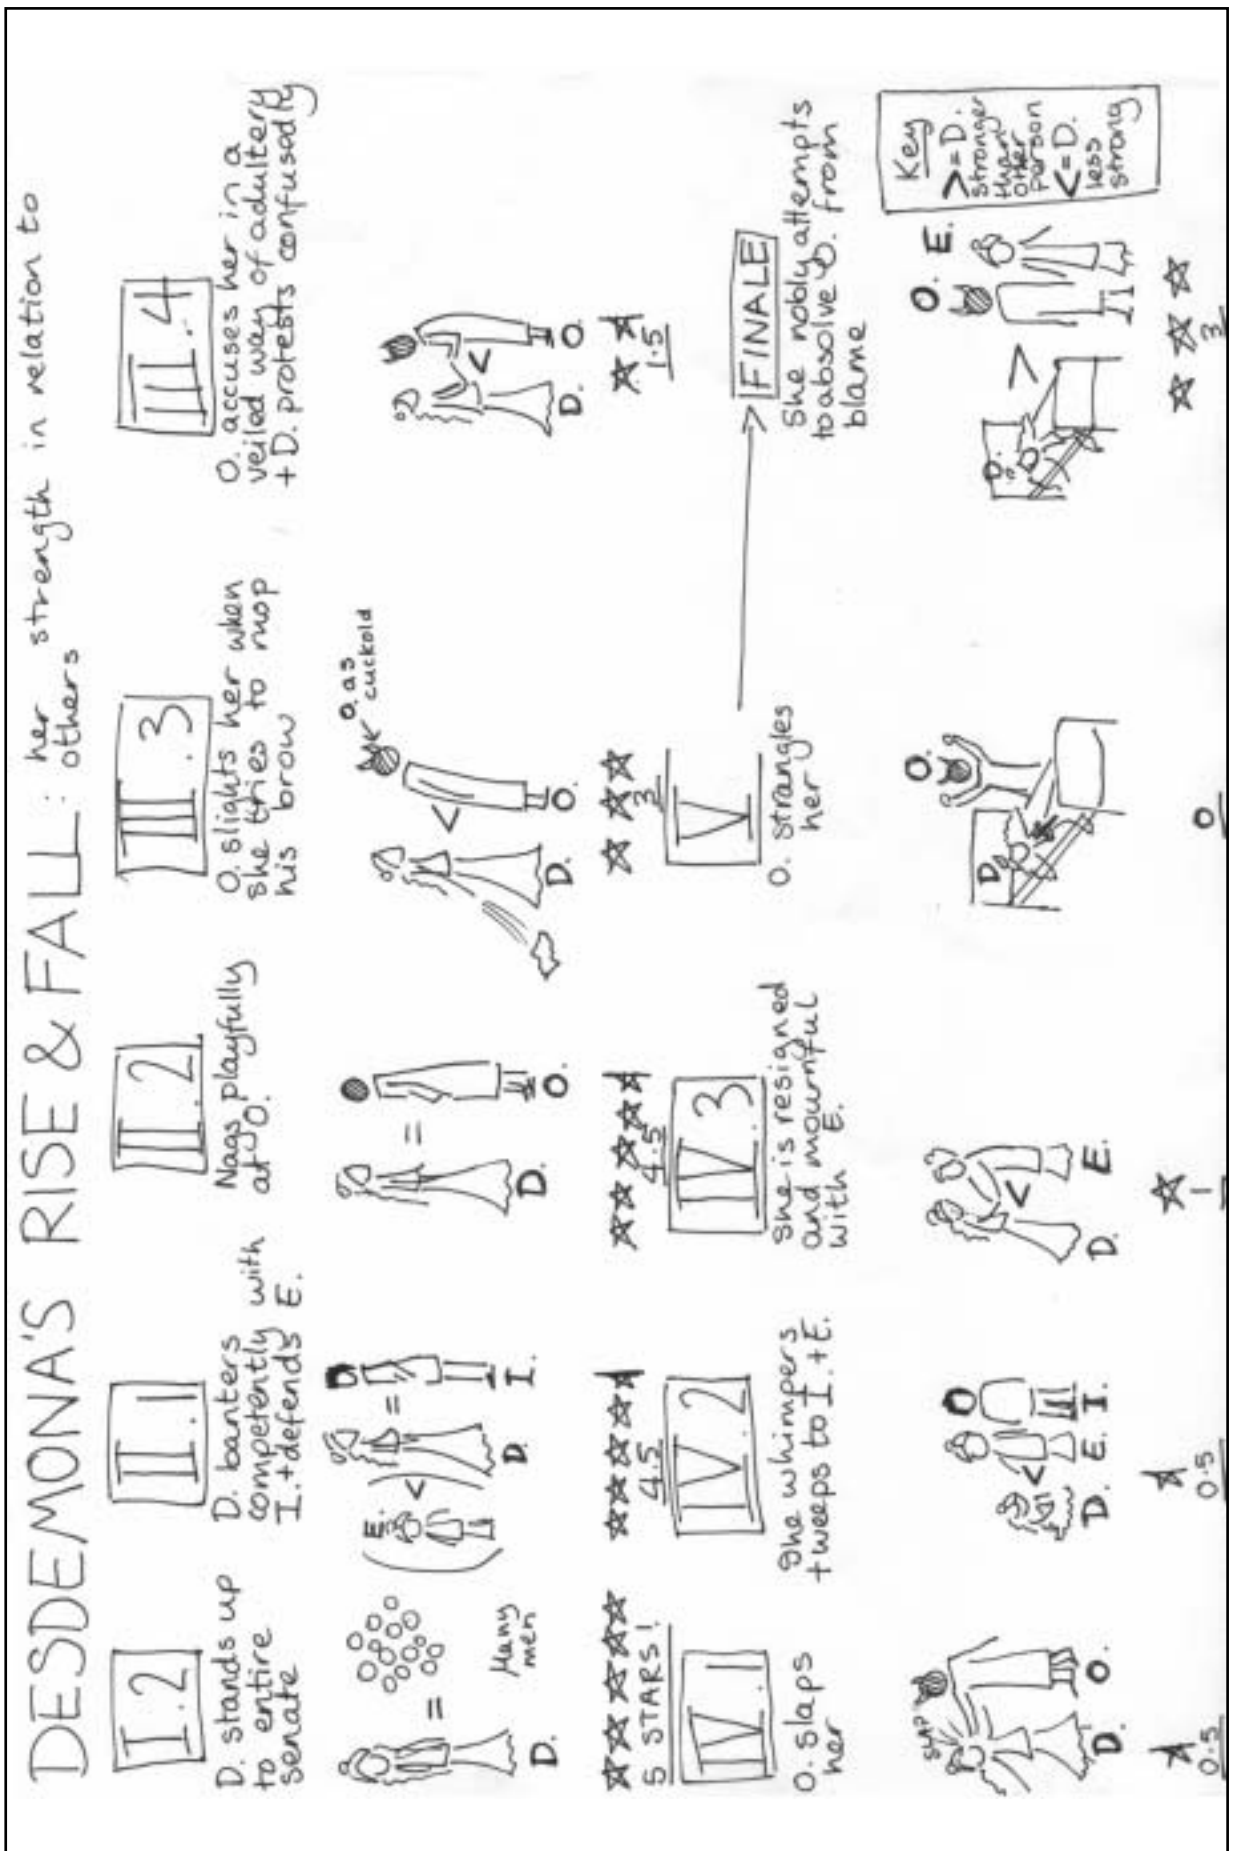 DESDEMONA'S RISE & FALL: her strength in relation to
others
I.2
D. stands up
to entire
senate
D.
=
Many
men
5 STARS!
II.1
D. banters
competently with
I. + defends E.
E.
<
D.
=
I.
4.5
II.2
Nags playfully
at O.
D.
=
O.
4.5
III.3
O. slights her when
she tries to mop
his brow
O. as
cuckold
D.
<
O.
3
III.4
O. accuses her in a
veiled way of adultery
+ D. protests confusedly
D.
<
O.
1.5
IV.1
O. slaps
her
SLAP
D.
O.
0.5
IV.2
She whimpers
+ weeps to I. + E.
D.
<
E.
I.
0.5
IV.3
She is resigned
and mournful
with E.
D.
<
E.
1
V
O. strangles
her
D.
O.
0
FINALE
She nobly attempts
to absolve O. from
blame
D.
>
O.
E.
3
Key
> = D.
stronger
than
other
person
< = D.
less
strong